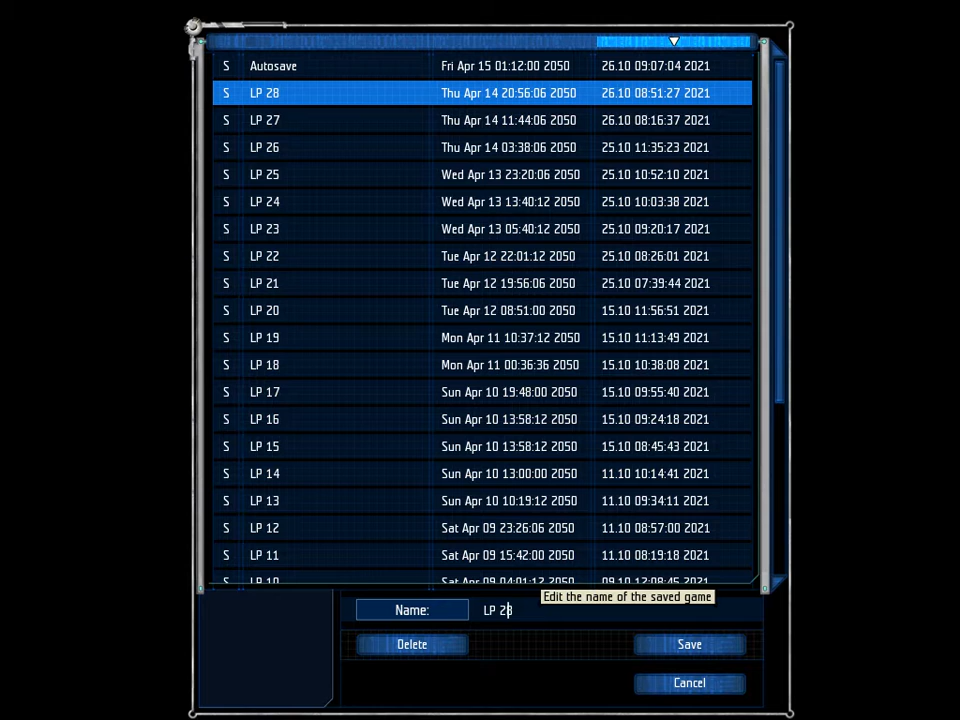 S Autosave Fri Apr 15 01:12:00 2050 26.10 09:07:04 2021
S LP 28 Thu Apr 14 20:56:06 2050 26.10 08:51:27 2021
S LP 27 Thu Apr 14 11:44:06 2050 26.10 08:16:37 2021
S LP 26 Thu Apr 14 03:38:06 2050 25.10 11:35:23 2021
S LP 25 Wed Apr 13 23:20:06 2050 25.10 10:52:10 2021
S LP 24 Wed Apr 13 13:40:12 2050 25.10 10:03:38 2021
S LP 23 Wed Apr 13 05:40:12 2050 25.10 09:20:17 2021
S LP 22 Tue Apr 12 22:01:12 2050 25.10 08:26:01 2021
S LP 21 Tue Apr 12 19:56:06 2050 25.10 07:39:44 2021
S LP 20 Tue Apr 12 08:51:00 2050 15.10 11:56:51 2021
S LP 19 Mon Apr 11 10:37:12 2050 15.10 11:13:49 2021
S LP 18 Mon Apr 11 00:36:36 2050 15.10 10:38:08 2021
S LP 17 Sun Apr 10 19:48:00 2050 15.10 09:55:40 2021
S LP 16 Sun Apr 10 13:58:12 2050 15.10 09:24:18 2021
S LP 15 Sun Apr 10 13:58:12 2050 15.10 08:45:43 2021
S LP 14 Sun Apr 10 13:00:00 2050 11.10 10:14:41 2021
S LP 13 Sun Apr 10 10:19:12 2050 11.10 09:34:11 2021
S LP 12 Sat Apr 09 23:26:06 2050 11.10 08:57:00 2021
S LP 11 Sat Apr 09 15:42:00 2050 11.10 08:19:18 2021
S LP 10 Sat Apr 09 04:01:12 2050 09.10 12:08:45 2021
Edit the name of the saved game
Name: LP 28
Delete Save
Cancel